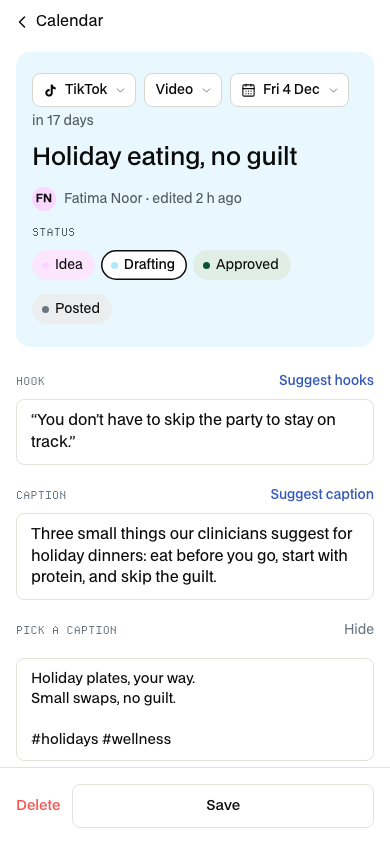 Calendar
TikTok
Video
Fri 4 Dec
in 17 days
Holiday eating, no guilt
FN
Fatima Noor · edited 2 h ago
STATUS
Idea
Drafting
Approved
Posted
HOOK
Suggest hooks
“You don’t have to skip the party to stay on
track.”
CAPTION
Suggest caption
Three small things our clinicians suggest for
holiday dinners: eat before you go, start with
protein, and skip the guilt.
PICK A CAPTION
Hide
Holiday plates, your way.
Small swaps, no guilt.
#holidays #wellness
Delete
Save